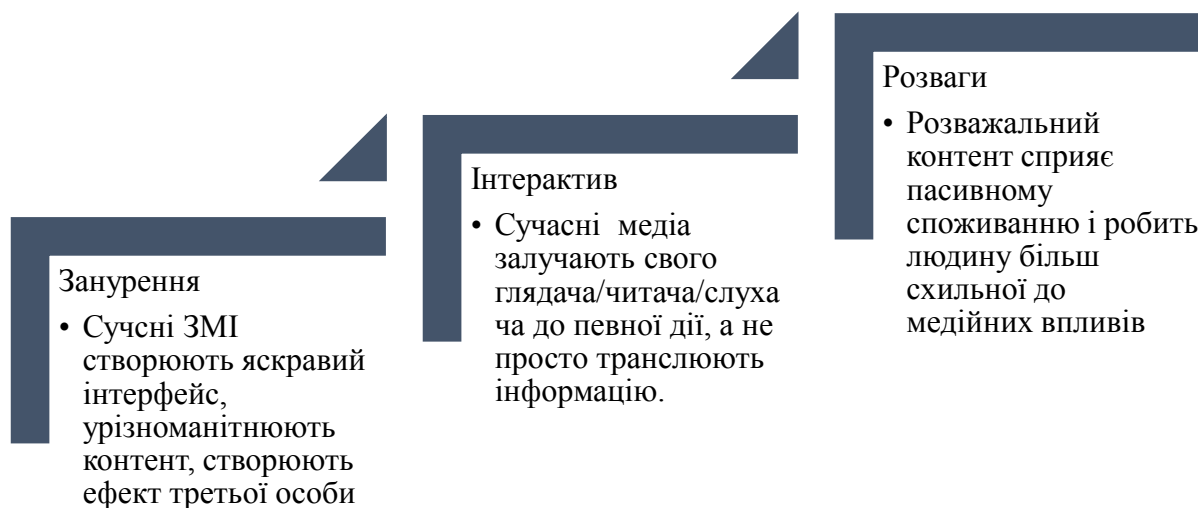 Занурення
• Сучсні ЗМІ
створюють яскравий
інтерфейс,
урізноманітнюють
контент, створюють
ефект третьої особи
Інтерактив
• Сучасні медіа
залучають свого
глядача/читача/слуха
ча до певної дії, а не
просто транслюють
інформацію.
Розваги
• Розважальний
контент сприяє
пасивному
споживанню і робить
людину більш
схильної до
медійних впливів